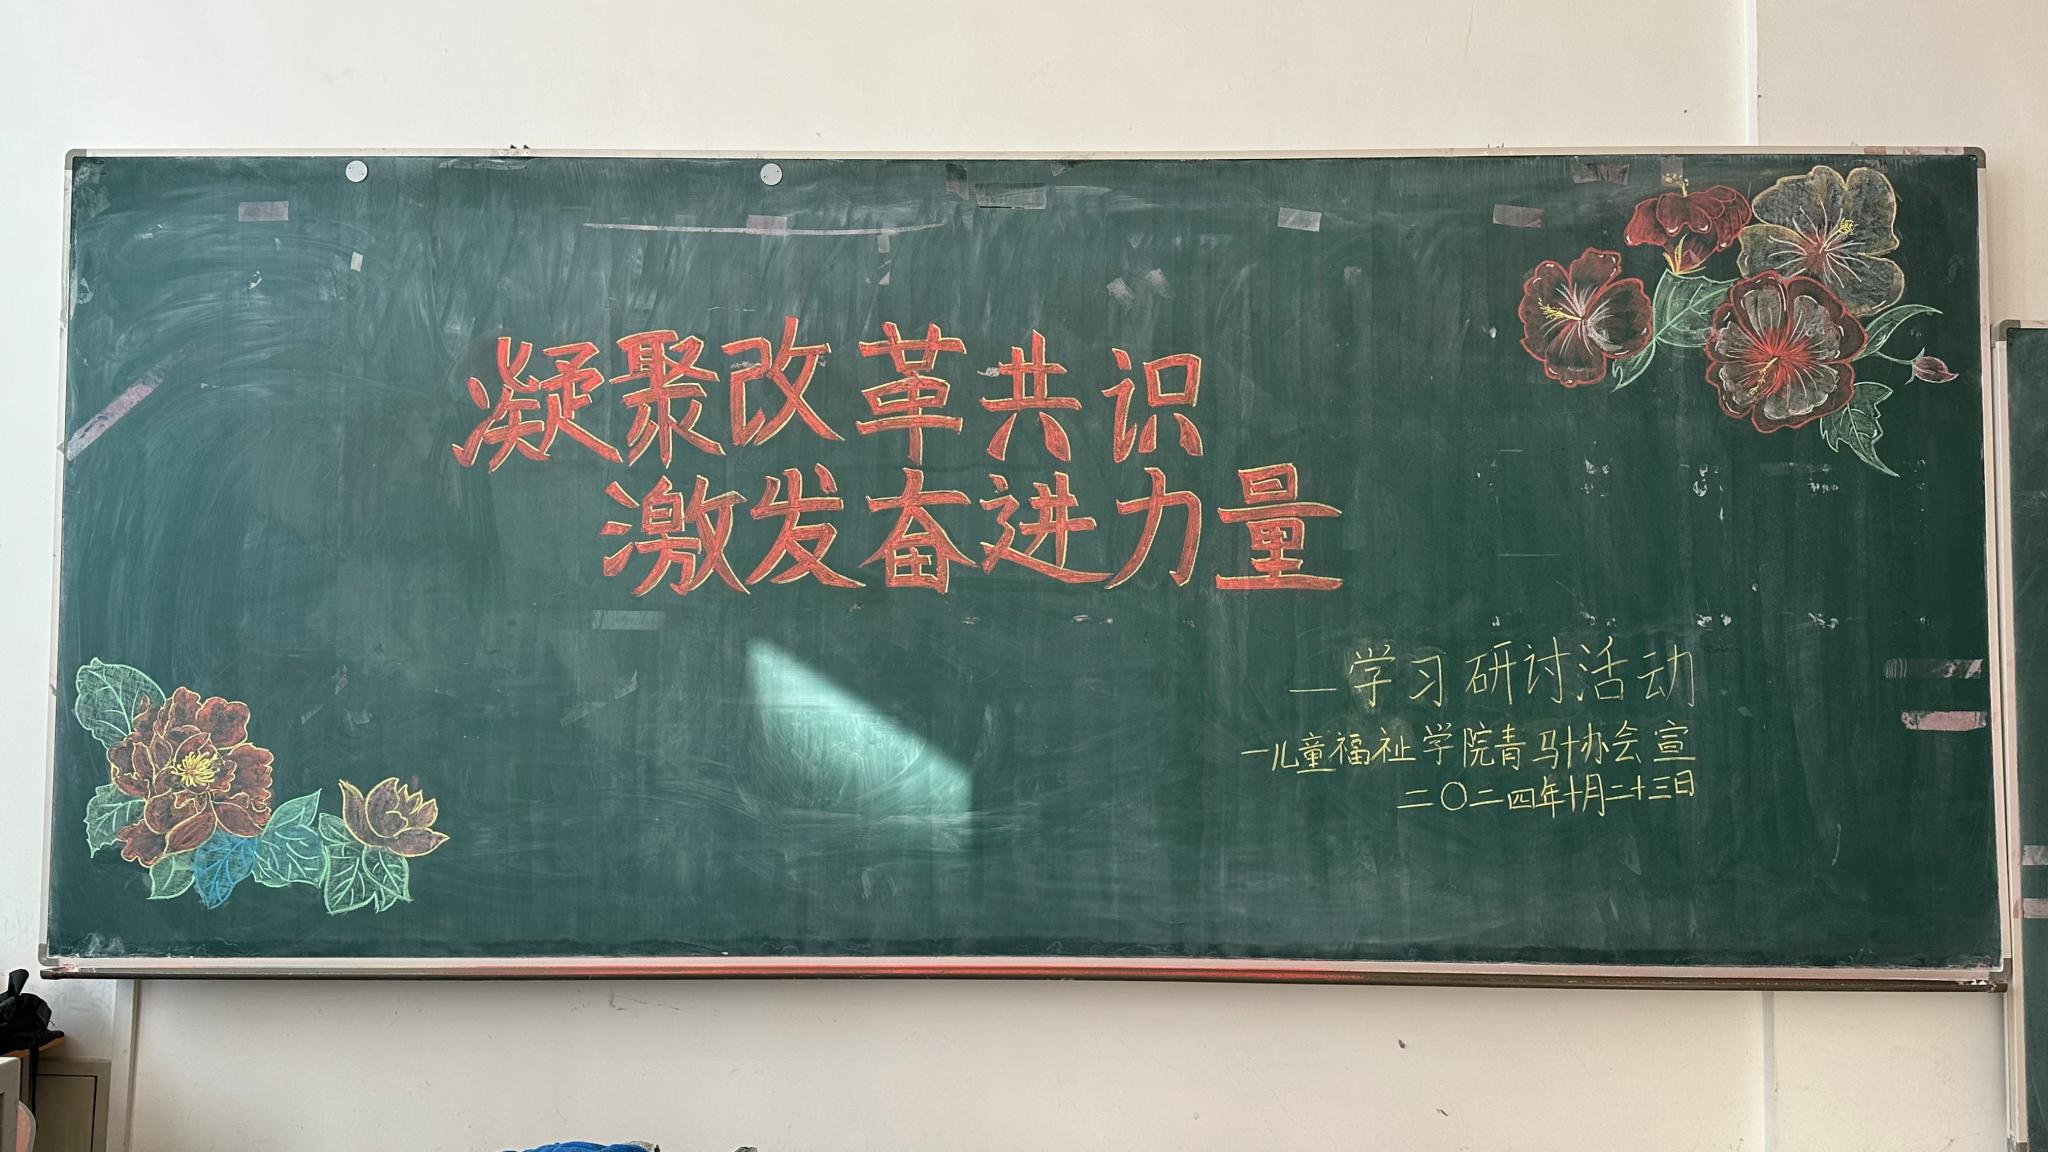 凝聚改革共识
激发奋进力量
—学习研讨活动
—儿童福祉学院青马协会宣
二〇二四年十月二十三日